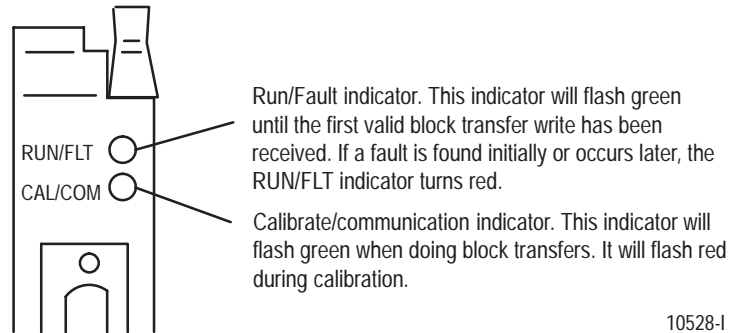 Run/Fault indicator. This indicator will flash green
until the first valid block transfer write has been
received. If a fault is found initially or occurs later, the
RUN/FLT indicator turns red.
RUN/FLT
CAL/COM
Calibrate/communication indicator. This indicator will
flash green when doing block transfers. It will flash red
during calibration.
10528-I